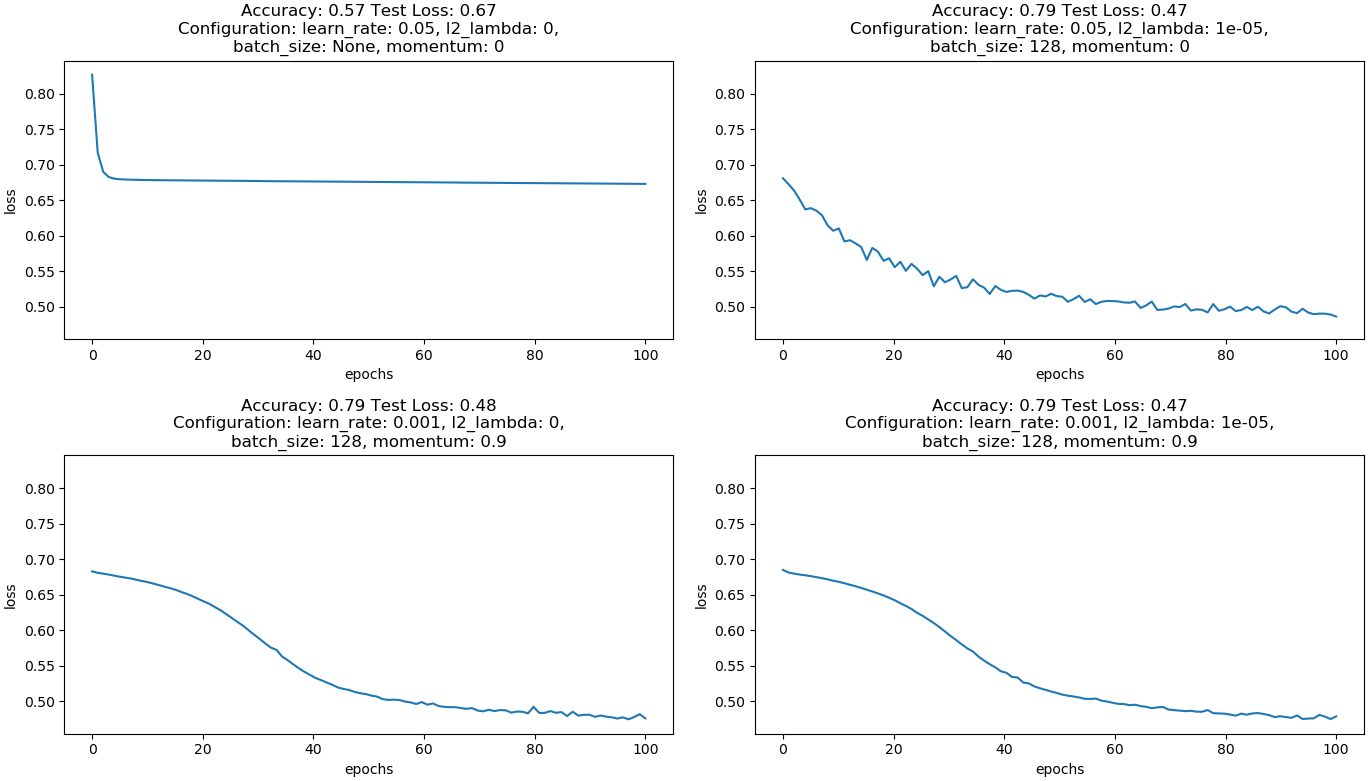 Accuracy: 0.57 Test Loss: 0.67
Configuration: learn_rate: 0.05, l2_lambda: 0,
batch_size: None, momentum: 0
0.80
0.75
0.70
0.65
0.60
0.55
0.50
loss
0 20 40 60 80 100
epochs
Accuracy: 0.79 Test Loss: 0.47
Configuration: learn_rate: 0.05, l2_lambda: 1e-05,
batch_size: 128, momentum: 0
0.80
0.75
0.70
0.65
0.60
0.55
0.50
loss
0 20 40 60 80 100
epochs
Accuracy: 0.79 Test Loss: 0.48
Configuration: learn_rate: 0.001, l2_lambda: 0,
batch_size: 128, momentum: 0.9
0.80
0.75
0.70
0.65
0.60
0.55
0.50
loss
0 20 40 60 80 100
epochs
Accuracy: 0.79 Test Loss: 0.47
Configuration: learn_rate: 0.001, l2_lambda: 1e-05,
batch_size: 128, momentum: 0.9
0.80
0.75
0.70
0.65
0.60
0.55
0.50
loss
0 20 40 60 80 100
epochs